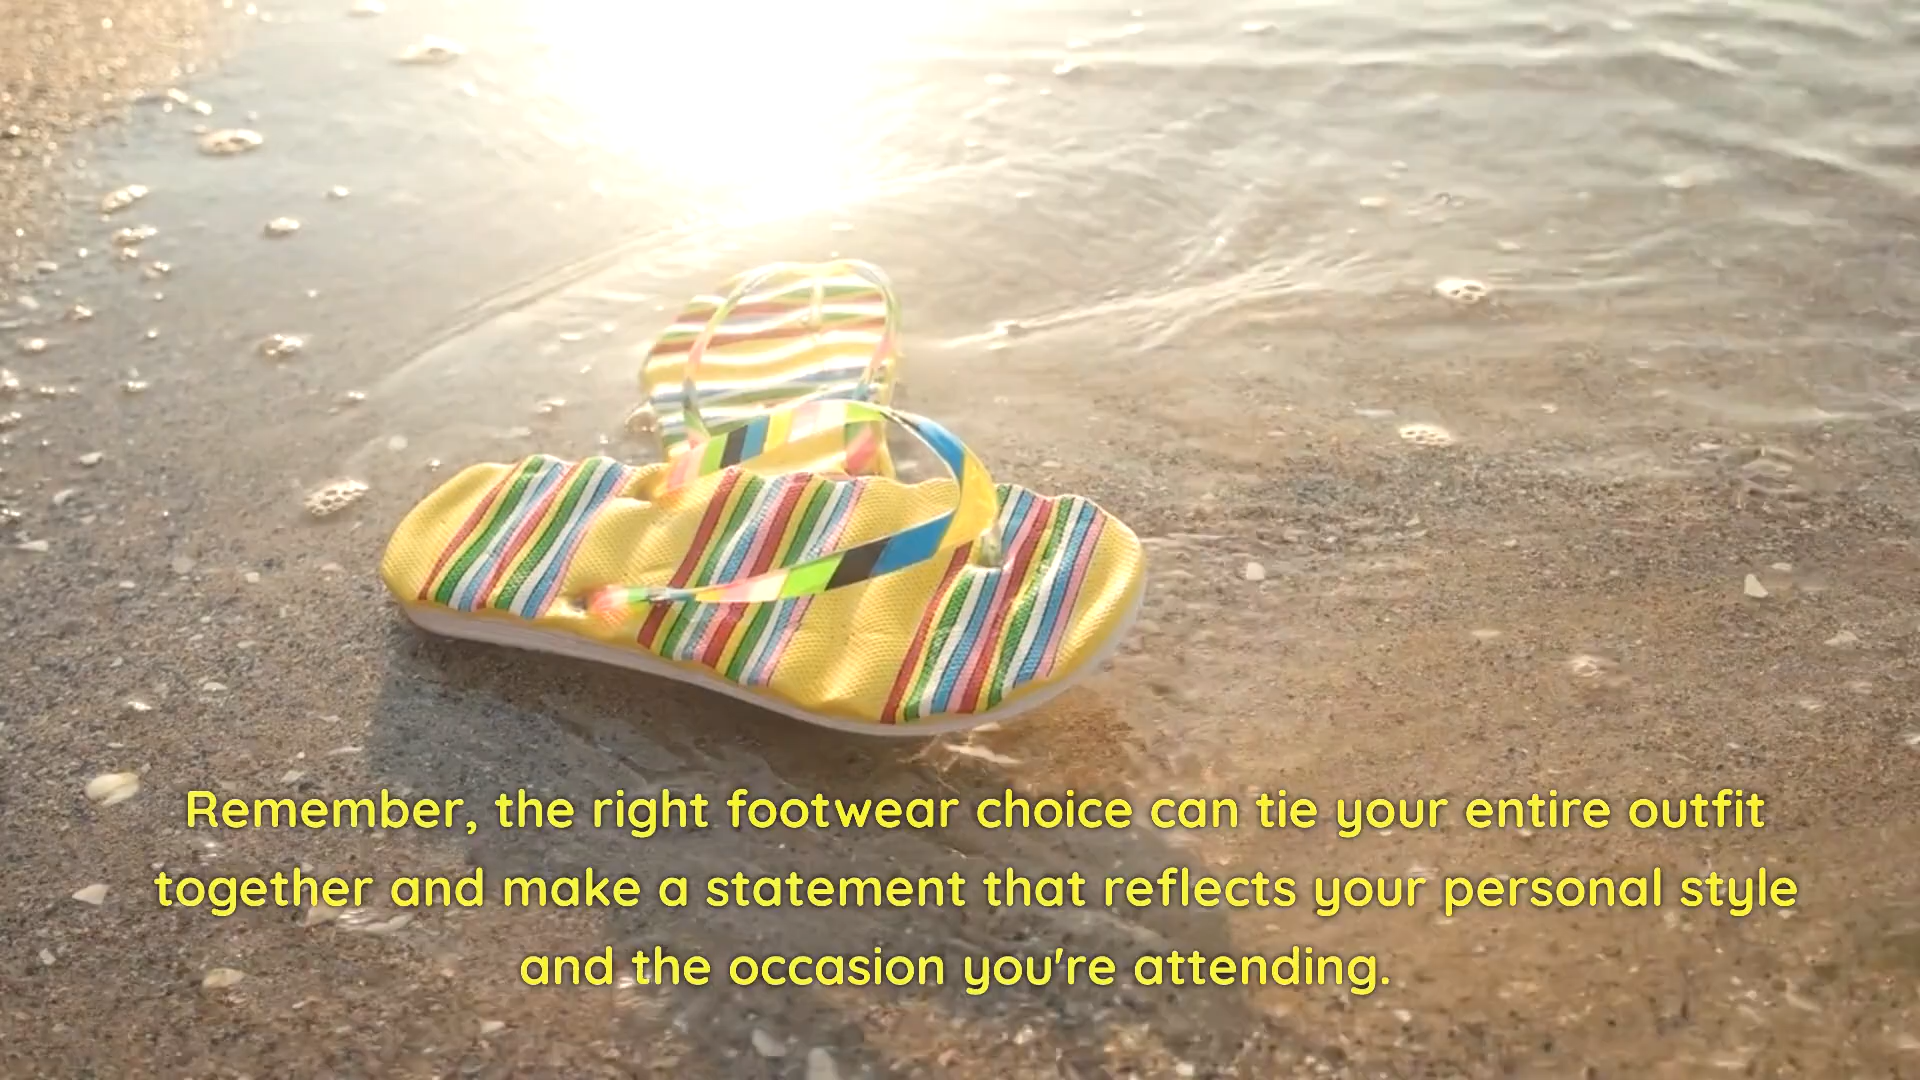 Remember, the right footwear choice can tie your entire outfit
together and make a statement that reflects your personal style
and the occasion you're attending.